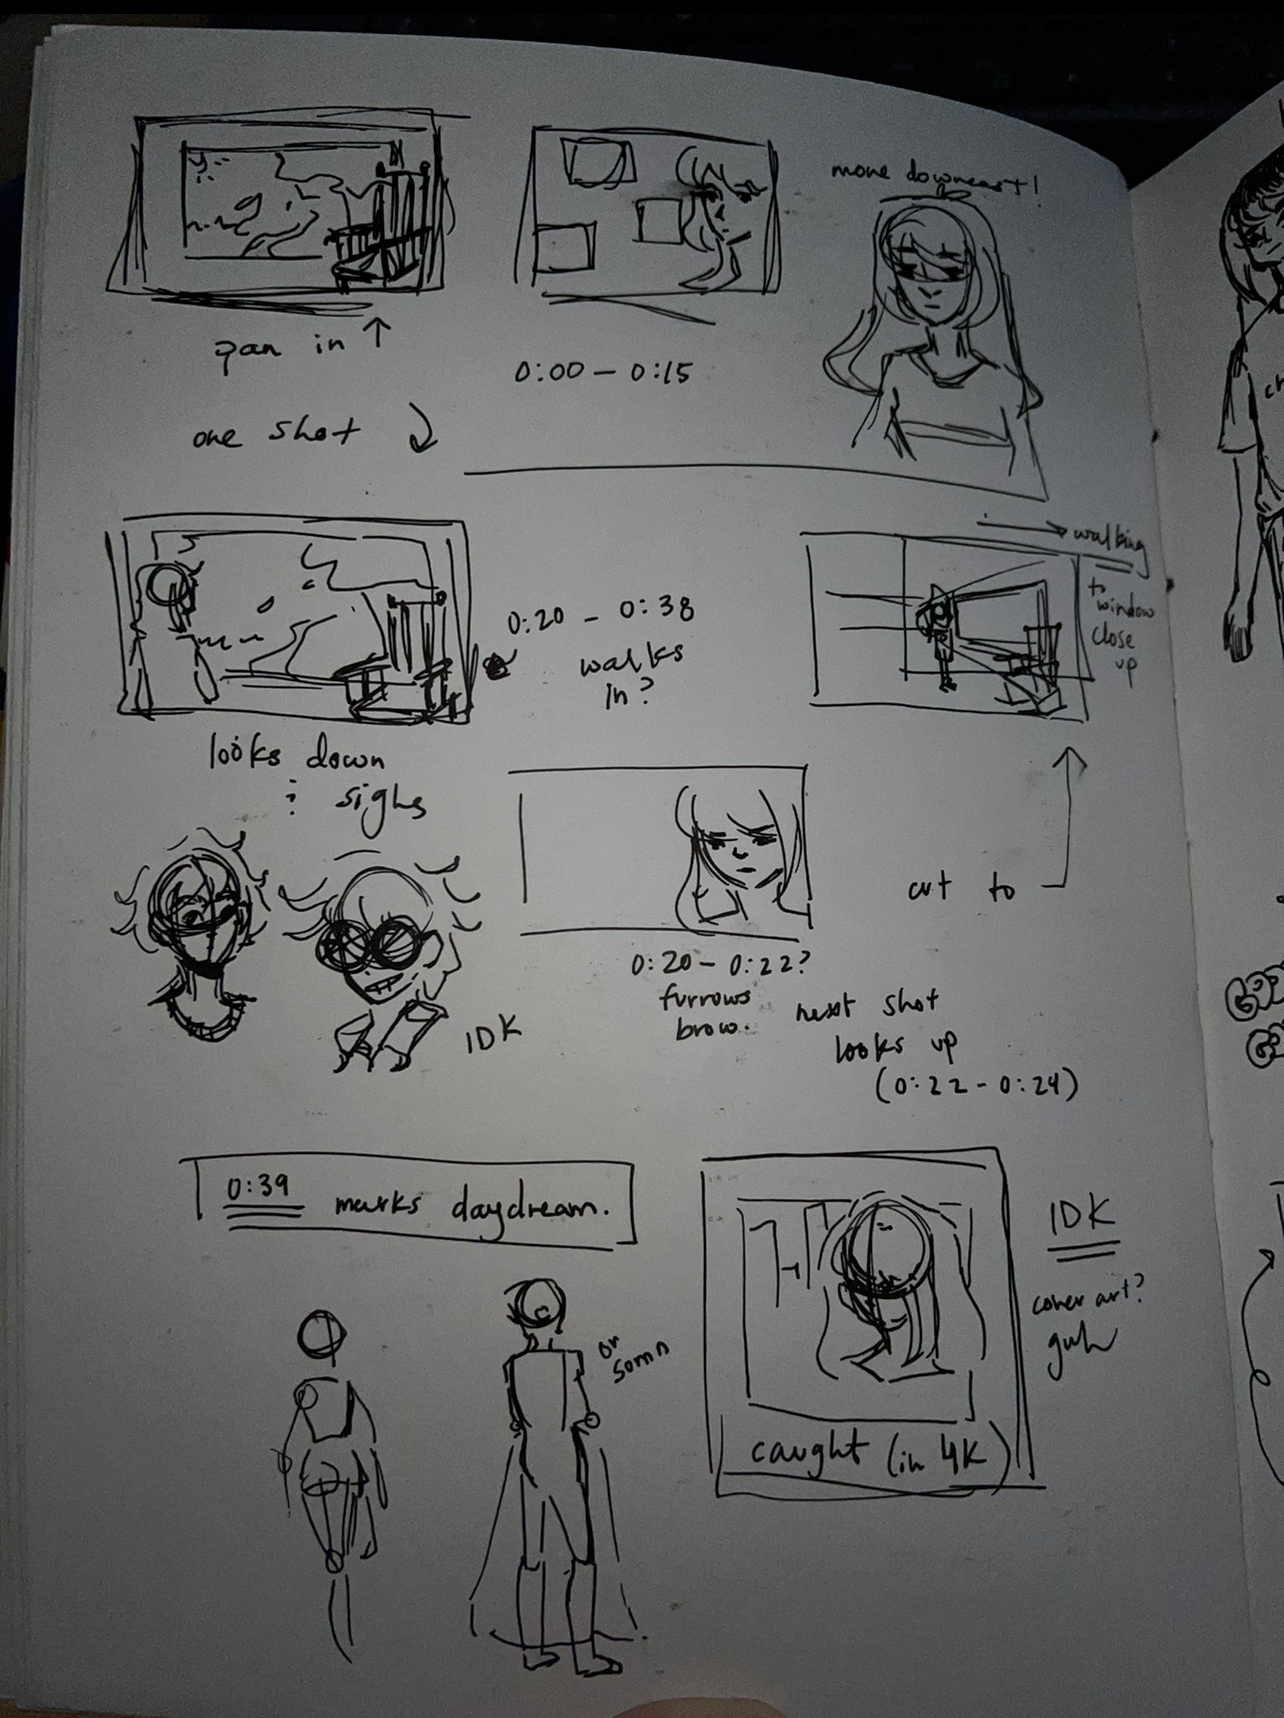 more downcast!
pan in ↑
0:00 – 0:15
one shot
→ walking
to
window
close
up
0:20 – 0:38
walks
in?
looks down
: sighs
cut to
0:20 – 0:22?
furrows
brow.
next shot
looks up
(0:22 - 0:24)
IDK
0:39 marks daydream.
or
somn
IDK
cover art?
guh
caught (in 4K)